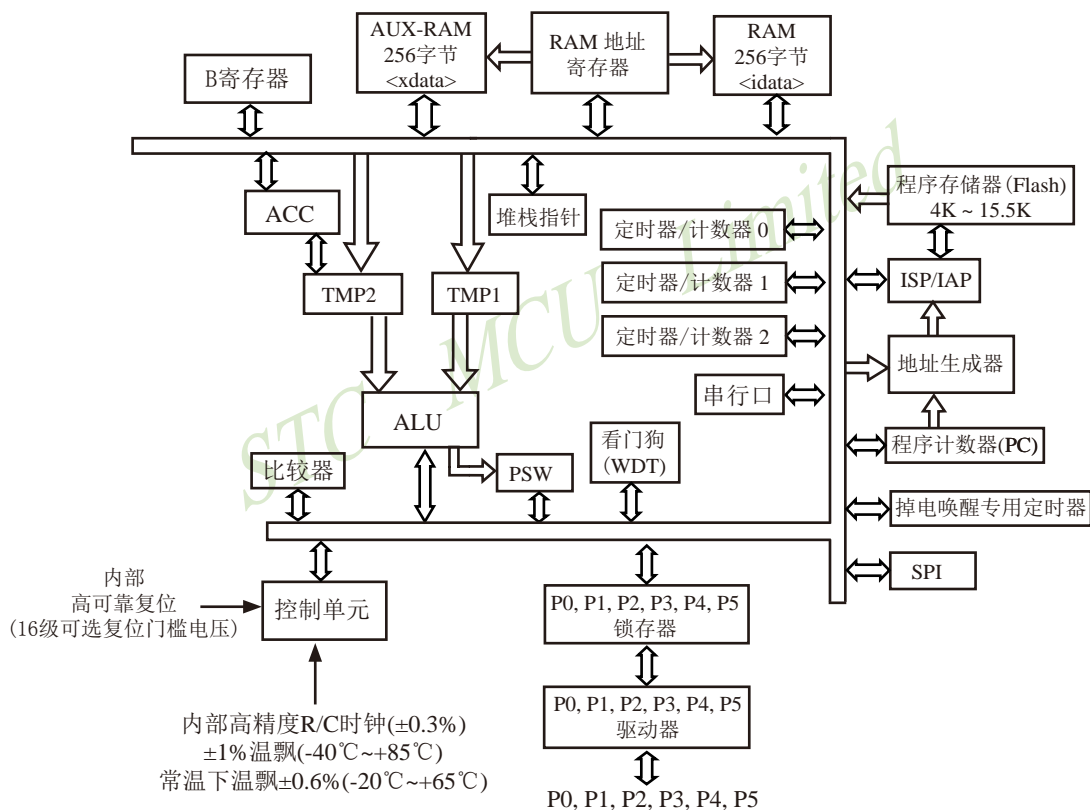 AUX-RAM
256字节
<xdata>
RAM 地址
寄存器
RAM
256字节
<idata>
B寄存器
ACC
堆栈指针
程序存储器(Flash)
4K ~ 15.5K
定时器/计数器 0
TMP2
TMP1
定时器/计数器 1
ISP/IAP
定时器/计数器 2
地址生成器
串行口
ALU
程序计数器(PC)
比较器
PSW
看门狗
(WDT)
掉电唤醒专用定时器
SPI
内部
高可靠复位
(16级可选复位门槛电压)
控制单元
P0, P1, P2, P3, P4, P5
锁存器
内部高精度R/C时钟(±0.3%)
±1%温飘(-40℃~+85℃)
常温下温飘±0.6%(-20℃~+65℃)
P0, P1, P2, P3, P4, P5
驱动器
P0, P1, P2, P3, P4, P5
STC MCU Limited